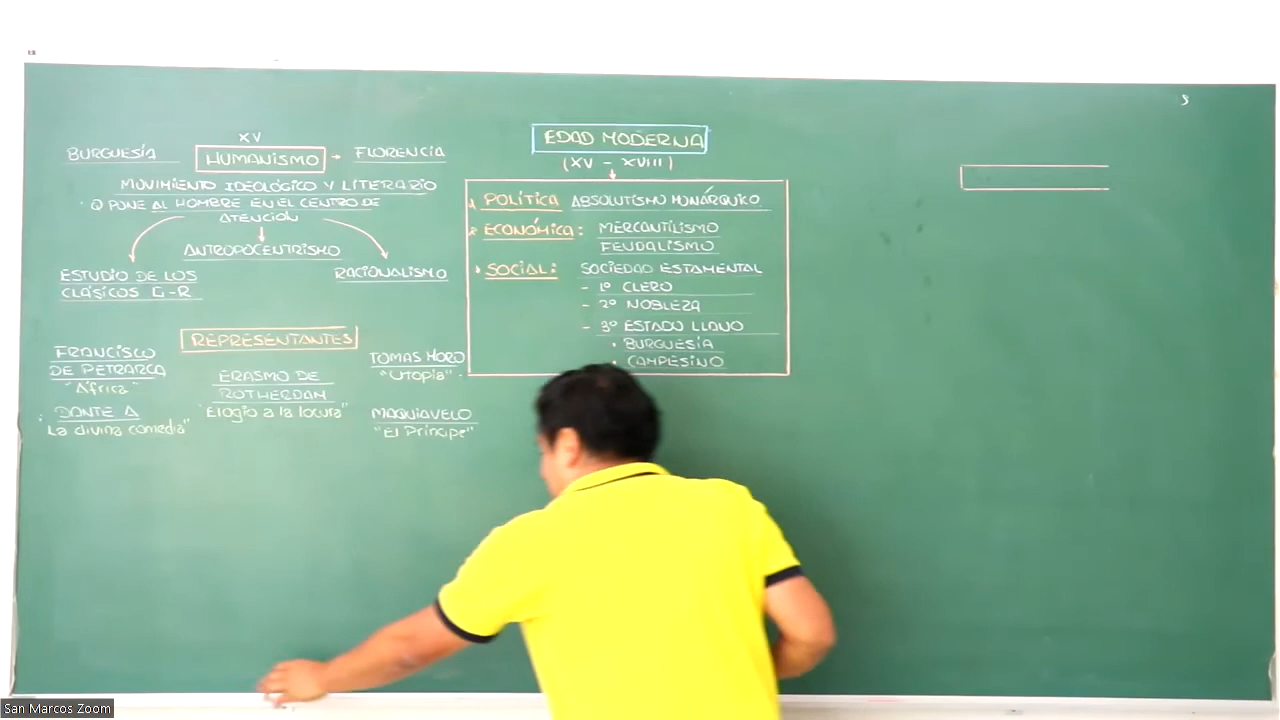 XV
BURGUESÍA
HUMANISMO → FLORENCIA
MOVIMIENTO IDEOLÓGICO Y LITERARIO
Q PONE AL HOMBRE EN EL CENTRO DE
ATENCIÓN
ANTROPOCENTRISMO
ESTUDIO DE LOS
CLÁSICOS G-R
RACIONALISMO
REPRESENTANTES
FRANCISCO
DE PETRARCA
"África"
DANTE A
"La divina comedia"
ERASMO DE
ROTHERDAM
"Elogio a la locura"
TOMAS MORO
"Utopia".
MAQUIAVELO
"El Príncipe"
EDAD MODERNA
(XV - XVIII)
POLÍTICA ABSOLUTISMO MONÁRQUICO
ECONÓMICA: MERCANTILISMO
FEUDALISMO
SOCIAL: SOCIEDAD ESTAMENTAL
- 1º CLERO
- 2º NOBLEZA
- 3º ESTADO LLANO
• BURGUESÍA
• CAMPESINO
San Marcos Zoom